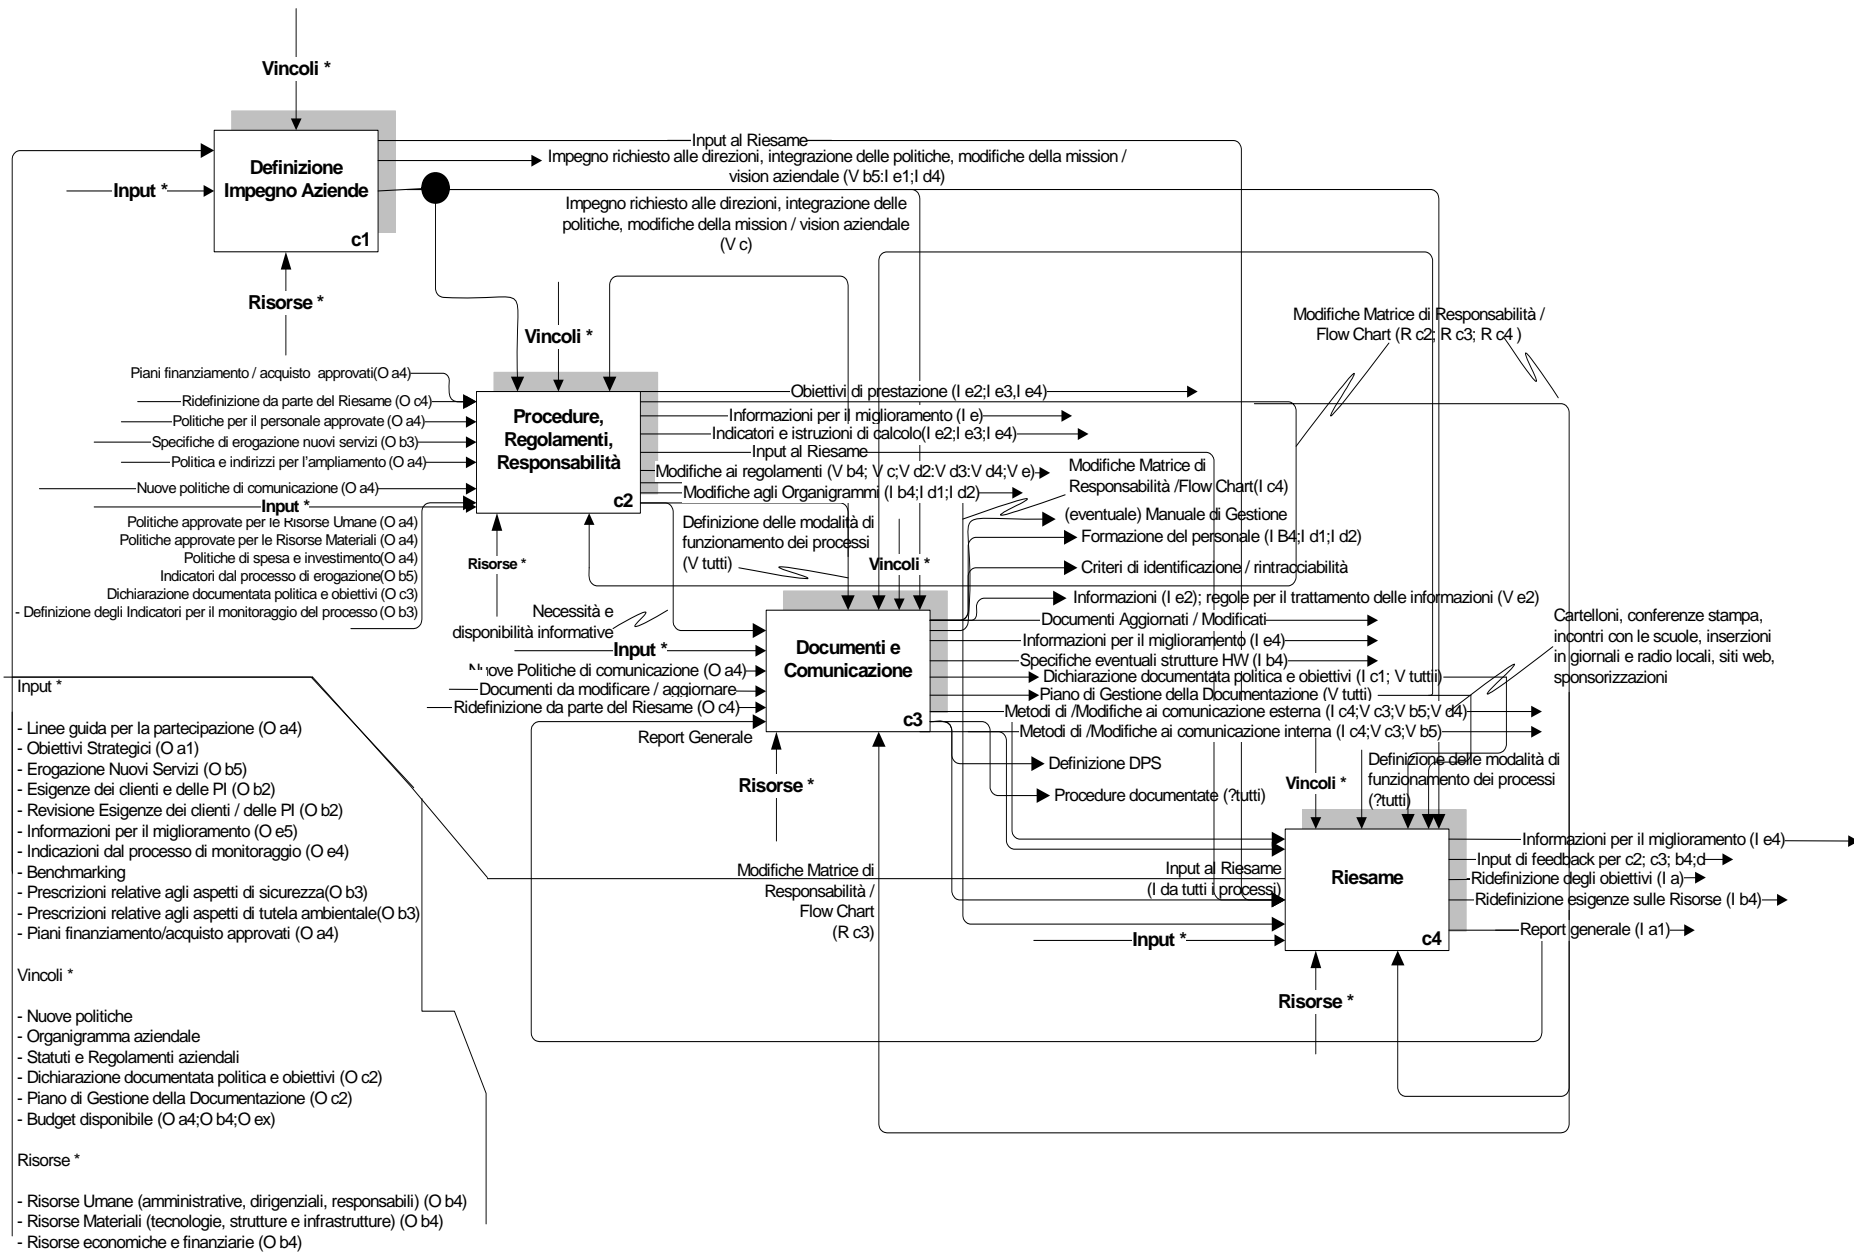 Vincoli *
Definizione
Impegno Aziende
c1
Input *
Risorse *
Input al Riesame
Impegno richiesto alle direzioni, integrazione delle politiche, modifiche della mission /
vision aziendale (V b5:I e1;I d4)
Impegno richiesto alle direzioni, integrazione delle
politiche, modifiche della mission / vision aziendale
(V c)
Vincoli *
Modifiche Matrice di Responsabilità /
Flow Chart (R c2; R c3; R c4 )
Piani finanziamento / acquisto approvati(O a4)
Ridefinizione da parte del Riesame (O c4)
Politiche per il personale approvate (O a4)
Specifiche di erogazione nuovi servizi (O b3)
Politica e indirizzi per l'ampliamento (O a4)
Nuove politiche di comunicazione (O a4)
Input *
Politiche approvate per le Risorse Umane (O a4)
Politiche approvate per le Risorse Materiali (O a4)
Politiche di spesa e investimento(O a4)
Indicatori dal processo di erogazione(O b5)
Dichiarazione documentata politica e obiettivi (O c3)
- Definizione degli Indicatori per il monitoraggio del processo (O b3)
Procedure,
Regolamenti,
Responsabilità
c2
Risorse *
Obiettivi di prestazione (I e2;I e3,I e4)
Informazioni per il miglioramento (I e)
Indicatori e istruzioni di calcolo(I e2;I e3;I e4)
Input al Riesame
Modifiche ai regolamenti (V b4; V c;V d2:V d3:V d4;V e)
Modifiche agli Organigrammi (I b4;I d1;I d2)
Definizione delle modalità di
funzionamento dei processi
(V tutti)
Modifiche Matrice di
Responsabilità /Flow Chart(I c4)
(eventuale) Manuale di Gestione
Formazione del personale (I B4;I d1;I d2)
Criteri di identificazione / rintracciabilità
Informazioni (I e2); regole per il trattamento delle informazioni (V e2)
Vincoli *
Necessità e
disponibilità informative
Input *
Nuove Politiche di comunicazione (O a4)
Documenti da modificare / aggiornare
Ridefinizione da parte del Riesame (O c4)
Report Generale
Documenti e
Comunicazione
c3
Risorse *
Documenti Aggiornati / Modificati
Informazioni per il miglioramento (I e4)
Specifiche eventuali strutture HW (I b4)
Dichiarazione documentata politica e obiettivi (I c1; V tuttii)
Piano di Gestione della Documentazione (V tutti)
Metodi di /Modifiche ai comunicazione esterna (I c4;V c3;V b5;V d4)
Metodi di /Modifiche ai comunicazione interna (I c4;V c3;V b5)
Definizione DPS
Procedure documentate (?tutti)
Cartelloni, conferenze stampa,
incontri con le scuole, inserzioni
in giornali e radio locali, siti web,
sponsorizzazioni
Vincoli *
Definizione delle modalità di
funzionamento dei processi
(?tutti)
Modifiche Matrice di
Responsabilità /
Flow Chart
(R c3)
Input al Riesame
(I da tutti i processi)
Input *
Riesame
c4
Risorse *
Informazioni per il miglioramento (I e4)
Input di feedback per c2; c3; b4;d
Ridefinizione degli obiettivi (I a)
Ridefinizione esigenze sulle Risorse (I b4)
Report generale (I a1)
Input *
- Linee guida per la partecipazione (O a4)
- Obiettivi Strategici (O a1)
- Erogazione Nuovi Servizi (O b5)
- Esigenze dei clienti e delle PI (O b2)
- Revisione Esigenze dei clienti / delle PI (O b2)
- Informazioni per il miglioramento (O e5)
- Indicazioni dal processo di monitoraggio (O e4)
- Benchmarking
- Prescrizioni relative agli aspetti di sicurezza(O b3)
- Prescrizioni relative agli aspetti di tutela ambientale(O b3)
- Piani finanziamento/acquisto approvati (O a4)
Vincoli *
- Nuove politiche
- Organigramma aziendale
- Statuti e Regolamenti aziendali
- Dichiarazione documentata politica e obiettivi (O c2)
- Piano di Gestione della Documentazione (O c2)
- Budget disponibile (O a4;O b4;O ex)
Risorse *
- Risorse Umane (amministrative, dirigenziali, responsabili) (O b4)
- Risorse Materiali (tecnologie, strutture e infrastrutture) (O b4)
- Risorse economiche e finanziarie (O b4)